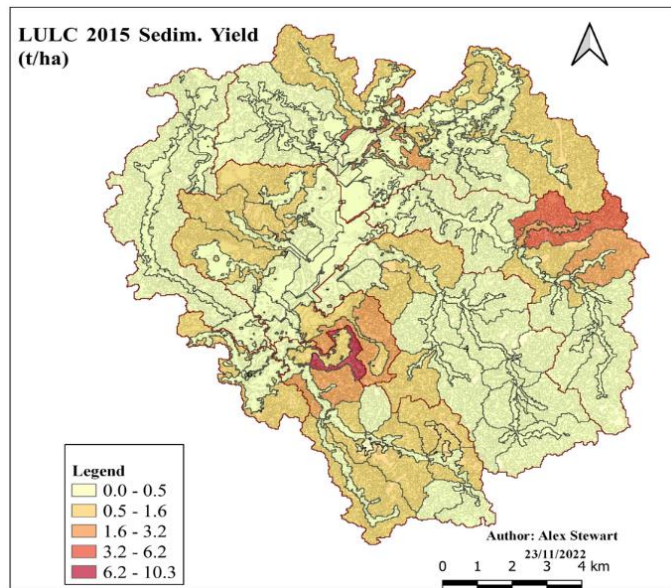 LULC 2015 Sedim. Yield
(t/ha)
Legend
0.0 - 0.5
0.5 - 1.6
1.6 - 3.2
3.2 - 6.2
6.2 - 10.3
Author: Alex Stewart
23/11/2022
0 1 2 3 4 km